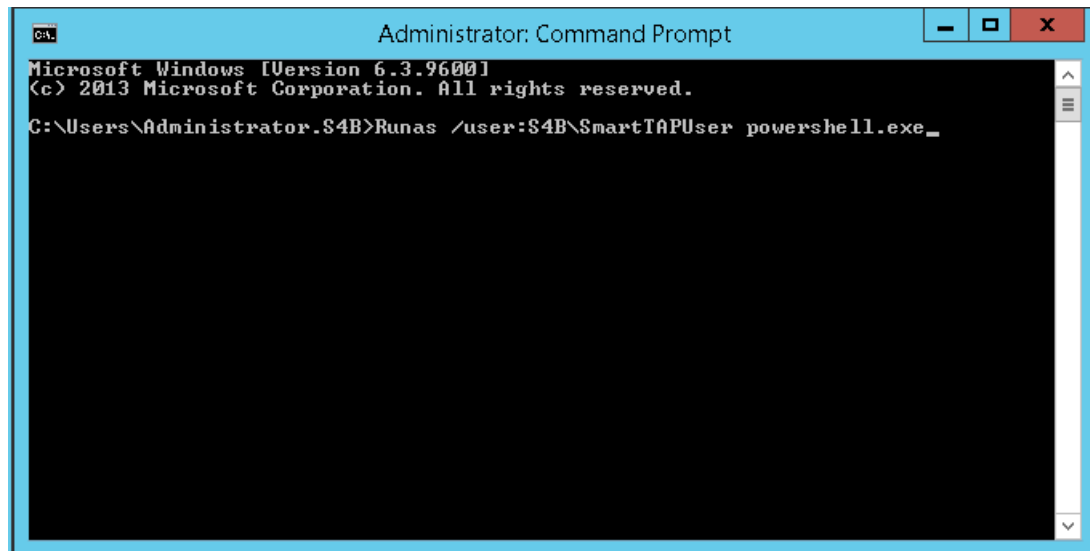 Administrator: Command Prompt
Microsoft Windows [Version 6.3.9600]
(c) 2013 Microsoft Corporation. All rights reserved.
C:\Users\Administrator.S4B>Runas /user:S4B\SmartTAPUser powershell.exe_